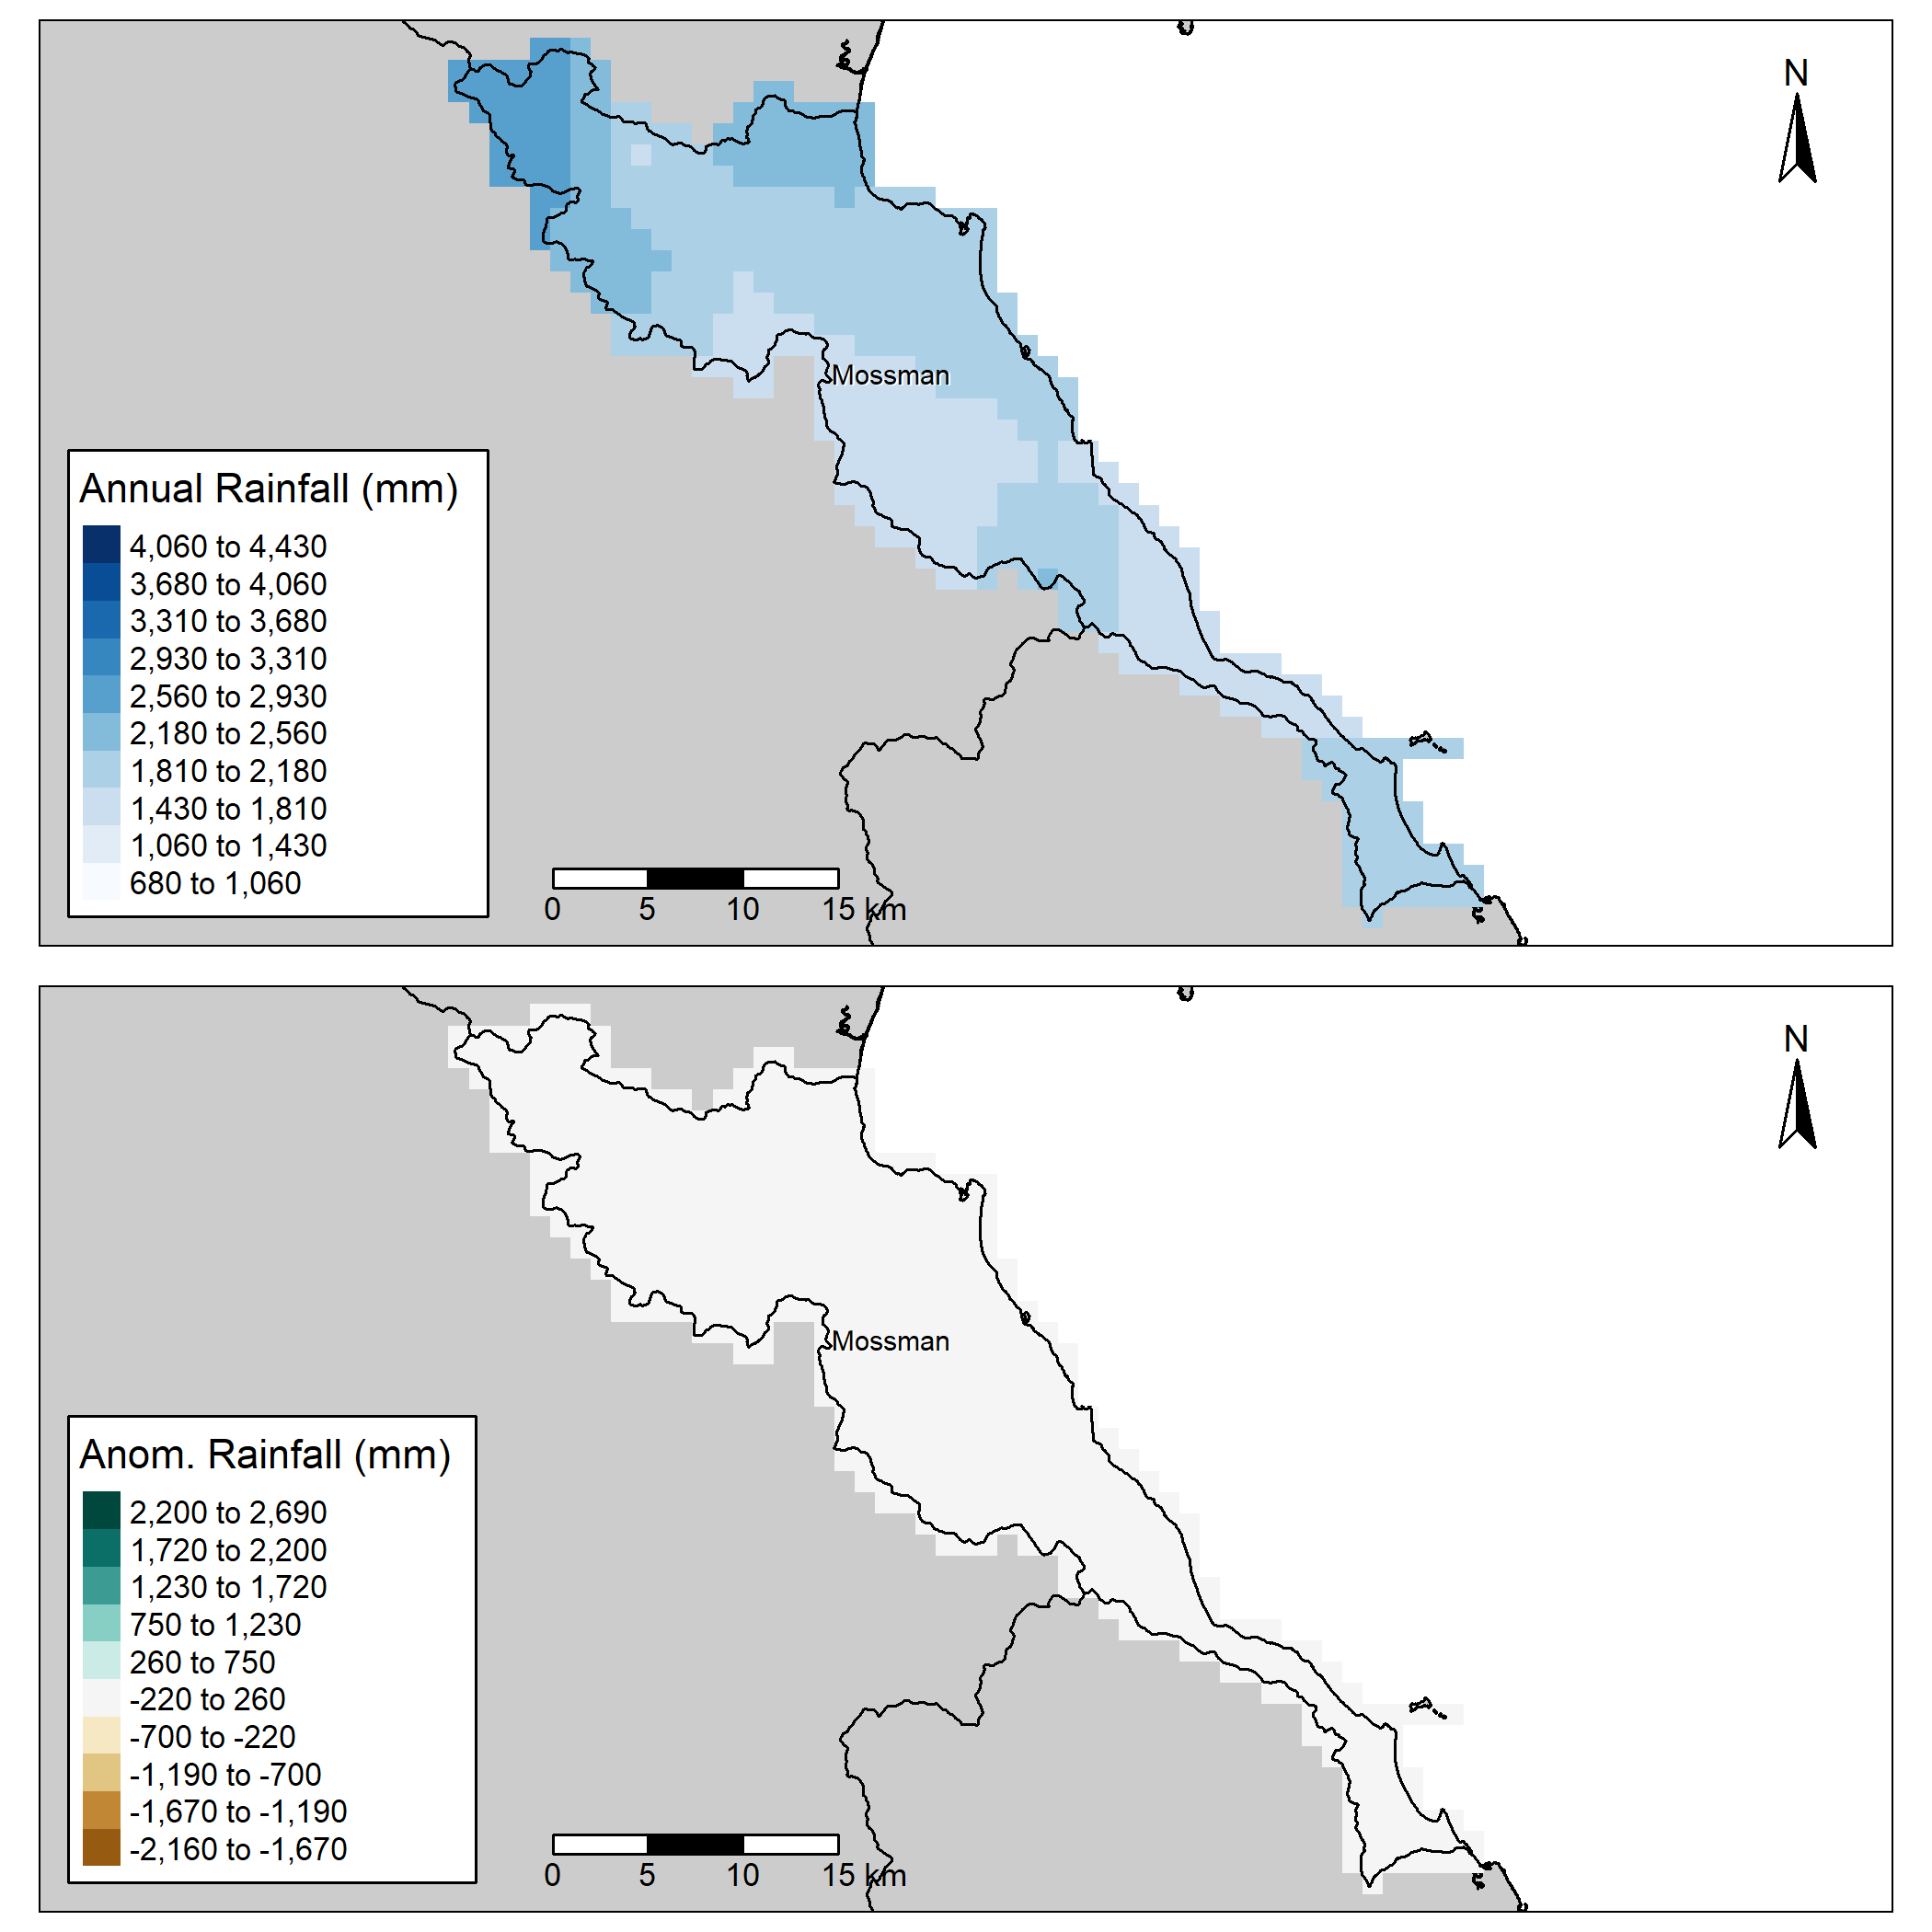 N
Mossman
Annual Rainfall (mm)
4,060 to 4,430
3,680 to 4,060
3,310 to 3,680
2,930 to 3,310
2,560 to 2,930
2,180 to 2,560
1,810 to 2,180
1,430 to 1,810
1,060 to 1,430
680 to 1,060
0 5 10 15 km
N
Mossman
Anom. Rainfall (mm)
2,200 to 2,690
1,720 to 2,200
1,230 to 1,720
750 to 1,230
260 to 750
-220 to 260
-700 to -220
-1,190 to -700
-1,670 to -1,190
-2,160 to -1,670
0 5 10 15 km